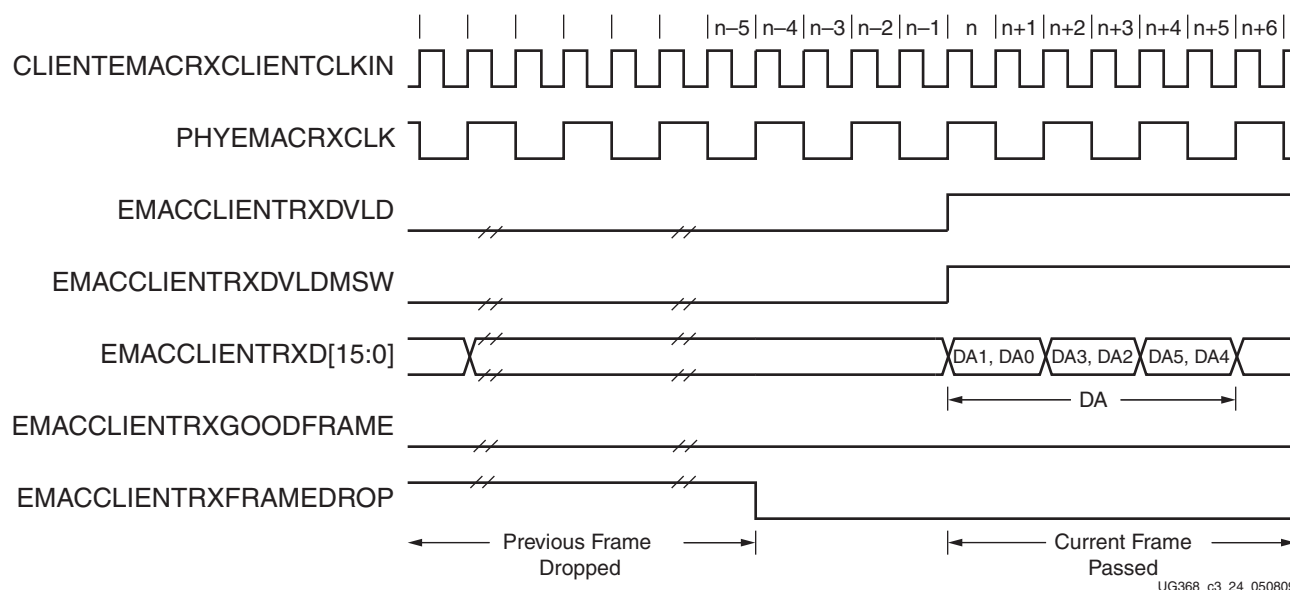 n–5 n–4 n–3 n–2 n–1 n n+1 n+2 n+3 n+4 n+5 n+6
CLIENTEMACRXCLIENTCLKIN
PHYEMACRXCLK
EMACCLIENTRXDVLD
EMACCLIENTRXDVLDMSW
EMACCLIENTRXD[15:0] DA1, DA0 DA3, DA2 DA5, DA4
DA
EMACCLIENTRXGOODFRAME
EMACCLIENTRXFRAMEDROP
Previous Frame Current Frame
Dropped Passed
UG368_c3_24_050809